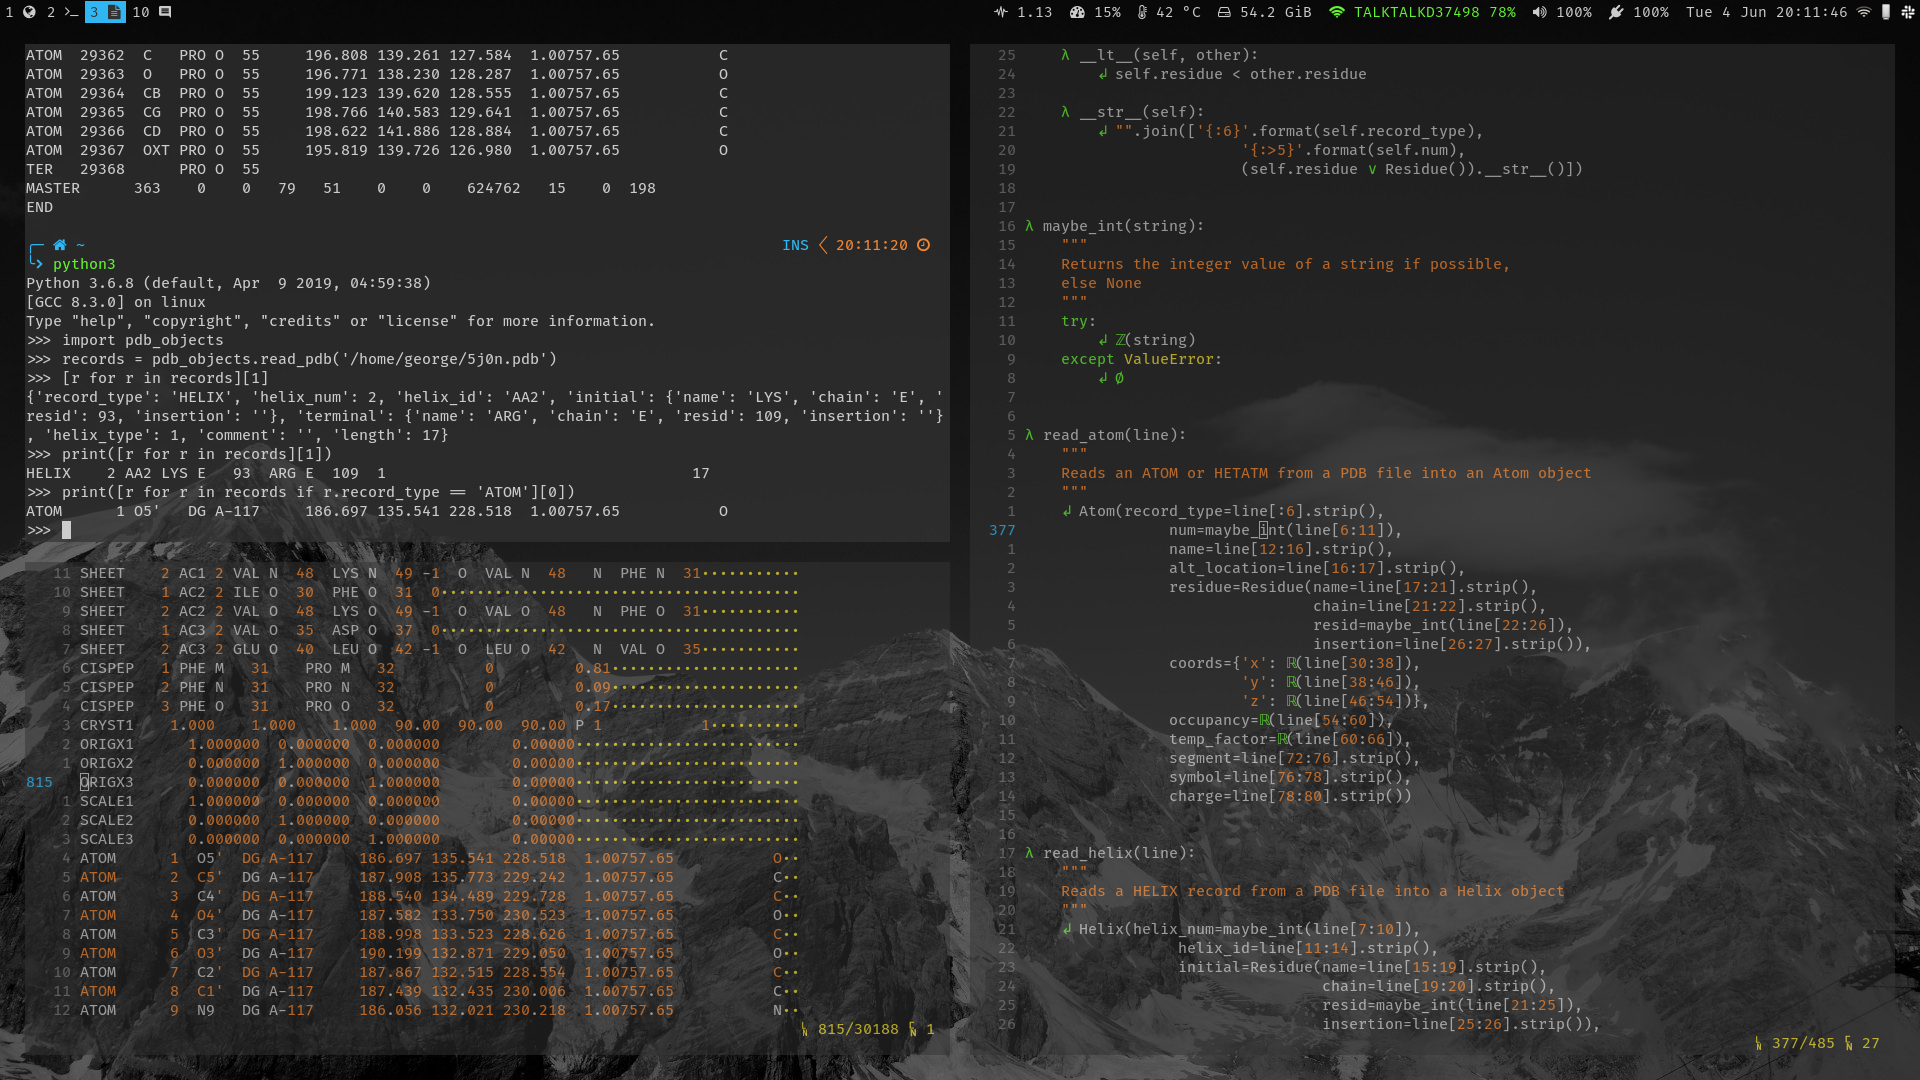 1 2 >_ 3 10 1.13 15% 42 °C 54.2 GiB TALKTALKD37498 78% 100% 100% Tue 4 Jun 20:11:46
ATOM  29362  C   PRO O  55     196.808 139.261 127.584  1.00757.65           C
ATOM  29363  O   PRO O  55     196.771 138.230 128.287  1.00757.65           O
ATOM  29364  CB  PRO O  55     199.123 139.620 128.555  1.00757.65           C
ATOM  29365  CG  PRO O  55     198.766 140.583 129.641  1.00757.65           C
ATOM  29366  CD  PRO O  55     198.622 141.886 128.884  1.00757.65           C
ATOM  29367  OXT PRO O  55     195.819 139.726 126.980  1.00757.65           O
TER   29368      PRO O  55
MASTER      363    0    0   79   51    0    0    624762   15    0  198
END
~ INS 20:11:20
python3
Python 3.6.8 (default, Apr  9 2019, 04:59:38)
[GCC 8.3.0] on linux
Type "help", "copyright", "credits" or "license" for more information.
>>> import pdb_objects
>>> records = pdb_objects.read_pdb('/home/george/5j0n.pdb')
>>> [r for r in records][1]
{'record_type': 'HELIX', 'helix_num': 2, 'helix_id': 'AA2', 'initial': {'name': 'LYS', 'chain': 'E', '
resid': 93, 'insertion': ''}, 'terminal': {'name': 'ARG', 'chain': 'E', 'resid': 109, 'insertion': ''}
, 'helix_type': 1, 'comment': '', 'length': 17}
>>> print([r for r in records][1])
HELIX    2 AA2 LYS E   93  ARG E  109  1                                  17
>>> print([r for r in records if r.record_type == 'ATOM'][0])
ATOM      1 O5'   DG A-117     186.697 135.541 228.518  1.00757.65           O
>>>
11 SHEET    2 AC1 2 VAL N  48  LYS N  49 -1  O  VAL N  48   N  PHE N  31···········
10 SHEET    1 AC2 2 ILE O  30  PHE O  31  0········································
9 SHEET    2 AC2 2 VAL O  48  LYS O  49 -1  O  VAL O  48   N  PHE O  31···········
8 SHEET    1 AC3 2 VAL O  35  ASP O  37  0········································
7 SHEET    2 AC3 2 GLU O  40  LEU O  42 -1  O  LEU O  42   N  VAL O  35···········
6 CISPEP   1 PHE M   31    PRO M   32          0         0.81·····················
5 CISPEP   2 PHE N   31    PRO N   32          0         0.09·····················
4 CISPEP   3 PHE O   31    PRO O   32          0         0.17·····················
3 CRYST1    1.000    1.000    1.000  90.00  90.00  90.00 P 1           1··········
2 ORIGX1      1.000000  0.000000  0.000000        0.00000·························
1 ORIGX2      0.000000  1.000000  0.000000        0.00000·························
815 ORIGX3      0.000000  0.000000  1.000000        0.00000·························
1 SCALE1      1.000000  0.000000  0.000000        0.00000·························
2 SCALE2      0.000000  1.000000  0.000000        0.00000·························
3 SCALE3      0.000000  0.000000  1.000000        0.00000·························
4 ATOM      1  O5'  DG A-117     186.697 135.541 228.518  1.00757.65           O··
5 ATOM      2  C5'  DG A-117     187.908 135.773 229.242  1.00757.65           C··
6 ATOM      3  C4'  DG A-117     188.540 134.489 229.728  1.00757.65           C··
7 ATOM      4  O4'  DG A-117     187.582 133.750 230.523  1.00757.65           O··
8 ATOM      5  C3'  DG A-117     188.998 133.523 228.626  1.00757.65           C··
9 ATOM      6  O3'  DG A-117     190.199 132.871 229.050  1.00757.65           O··
10 ATOM      7  C2'  DG A-117     187.867 132.515 228.554  1.00757.65           C··
11 ATOM      8  C1'  DG A-117     187.439 132.435 230.006  1.00757.65           C··
12 ATOM      9  N9   DG A-117     186.056 132.021 230.218  1.00757.65           N··
815/30188 1
25     λ __lt__(self, other):
24         ↲ self.residue < other.residue
23
22     λ __str__(self):
21         ↲ "".join(['{:6}'.format(self.record_type),
20                         '{:>5}'.format(self.num),
19                         (self.residue ∨ Residue()).__str__()])
18
17
16 λ maybe_int(string):
15     """
14     Returns the integer value of a string if possible,
13     else None
12     """
11     try:
10         ↲ ℤ(string)
9     except ValueError:
8         ↲ ∅
7
6
5 λ read_atom(line):
4     """
3     Reads an ATOM or HETATM from a PDB file into an Atom object
2     """
1     ↲ Atom(record_type=line[:6].strip(),
377                 num=maybe_int(line[6:11]),
1                 name=line[12:16].strip(),
2                 alt_location=line[16:17].strip(),
3                 residue=Residue(name=line[17:21].strip(),
4                                 chain=line[21:22].strip(),
5                                 resid=maybe_int(line[22:26]),
6                                 insertion=line[26:27].strip()),
7                 coords={'x': ℝ(line[30:38]),
8                         'y': ℝ(line[38:46]),
9                         'z': ℝ(line[46:54])},
10                 occupancy=ℝ(line[54:60]),
11                 temp_factor=ℝ(line[60:66]),
12                 segment=line[72:76].strip(),
13                 symbol=line[76:78].strip(),
14                 charge=line[78:80].strip())
15
16
17 λ read_helix(line):
18     """
19     Reads a HELIX record from a PDB file into a Helix object
20     """
21     ↲ Helix(helix_num=maybe_int(line[7:10]),
22                  helix_id=line[11:14].strip(),
23                  initial=Residue(name=line[15:19].strip(),
24                                  chain=line[19:20].strip(),
25                                  resid=maybe_int(line[21:25]),
26                                  insertion=line[25:26].strip()),
377/485 27